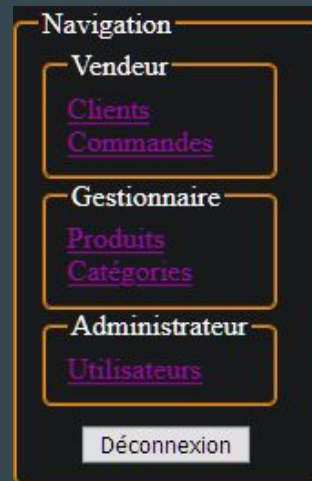 Navigation
Vendeur
Clients
Commandes
Gestionnaire
Produits
Catégories
Administrateur
Utilisateurs
Déconnexion